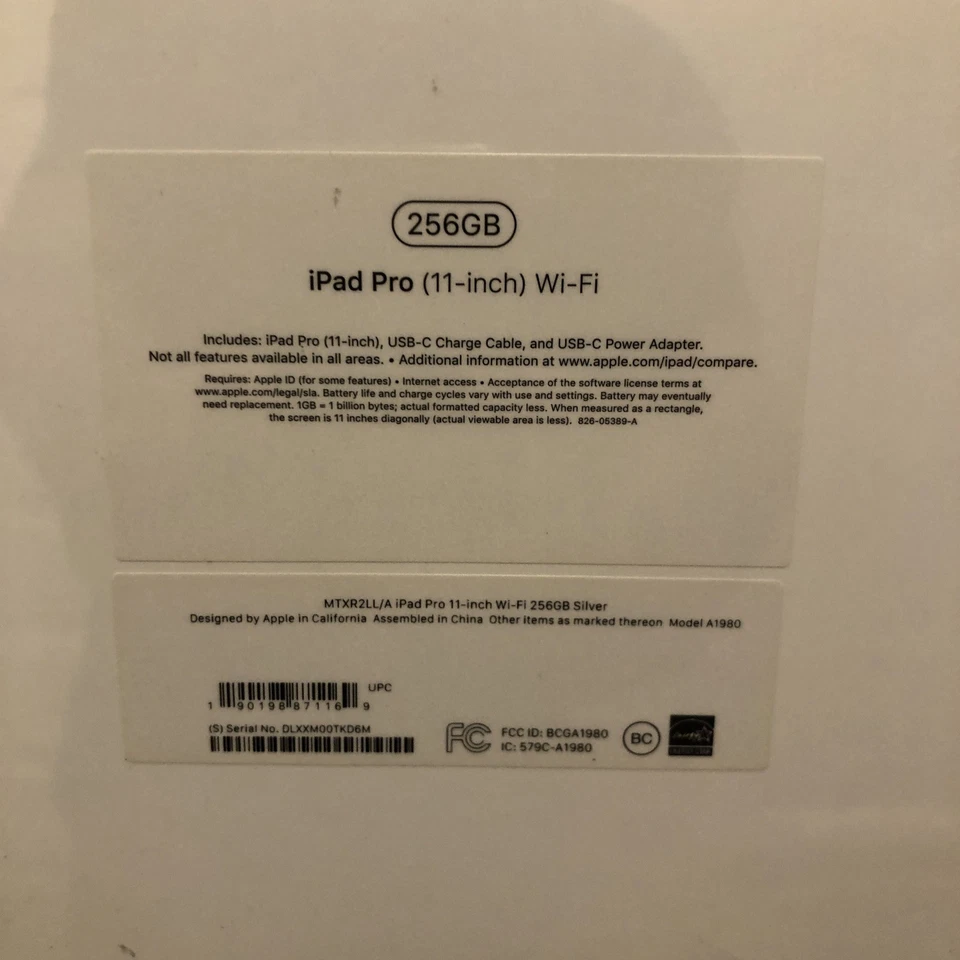 256GB
iPad Pro (11-inch) Wi-Fi
Includes: iPad Pro (11-inch), USB-C Charge Cable, and USB-C Power Adapter.
Not all features available in all areas. • Additional information at www.apple.com/ipad/compare.
Requires: Apple ID (for some features) • Internet access • Acceptance of the software license terms at
www.apple.com/legal/sla. Battery life and charge cycles vary with use and settings. Battery may eventually
need replacement. 1GB = 1 billion bytes; actual formatted capacity less. When measured as a rectangle,
the screen is 11 inches diagonally (actual viewable area is less). 826-05389-A
MTXR2LL/A iPad Pro 11-inch Wi-Fi 256GB Silver
Designed by Apple in California Assembled in China Other items as marked thereon Model A1980
UPC
1 90198 87116 9
(S) Serial No. DLXXM00TKD6M
FC FCC ID: BCGA1980
IC: 579C-A1980
BC